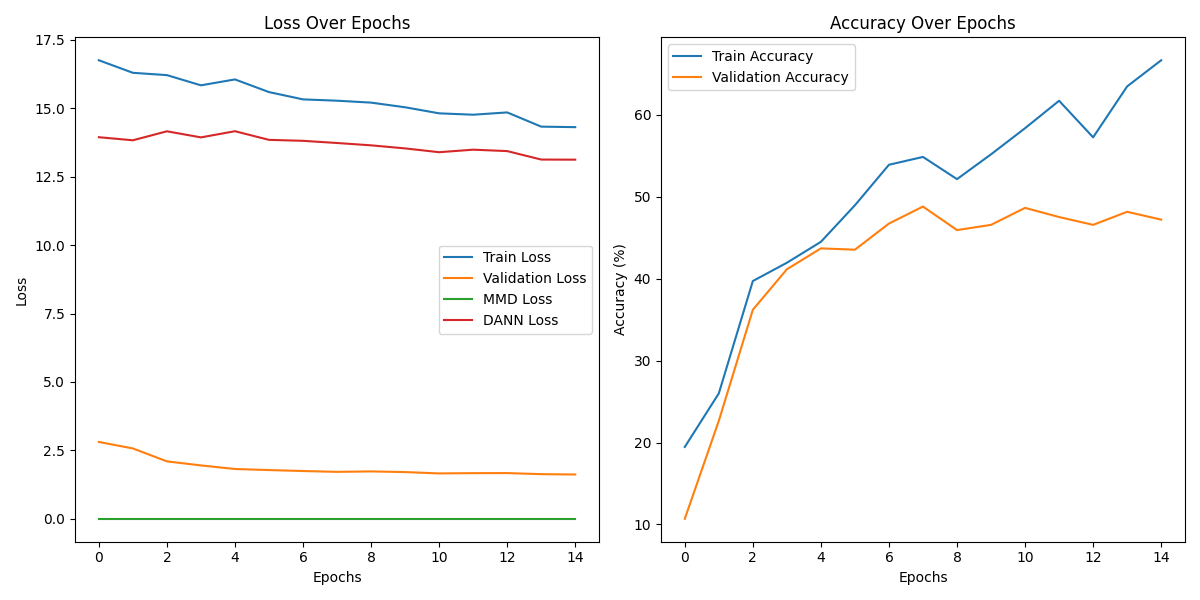 Loss Over Epochs
17.5
15.0
12.5
10.0
7.5
5.0
2.5
0.0
Loss
Train Loss
Validation Loss
MMD Loss
DANN Loss
0 2 4 6 8 10 12 14
Epochs
Accuracy Over Epochs
Train Accuracy
Validation Accuracy
60
50
40
30
20
10
Accuracy (%)
0 2 4 6 8 10 12 14
Epochs